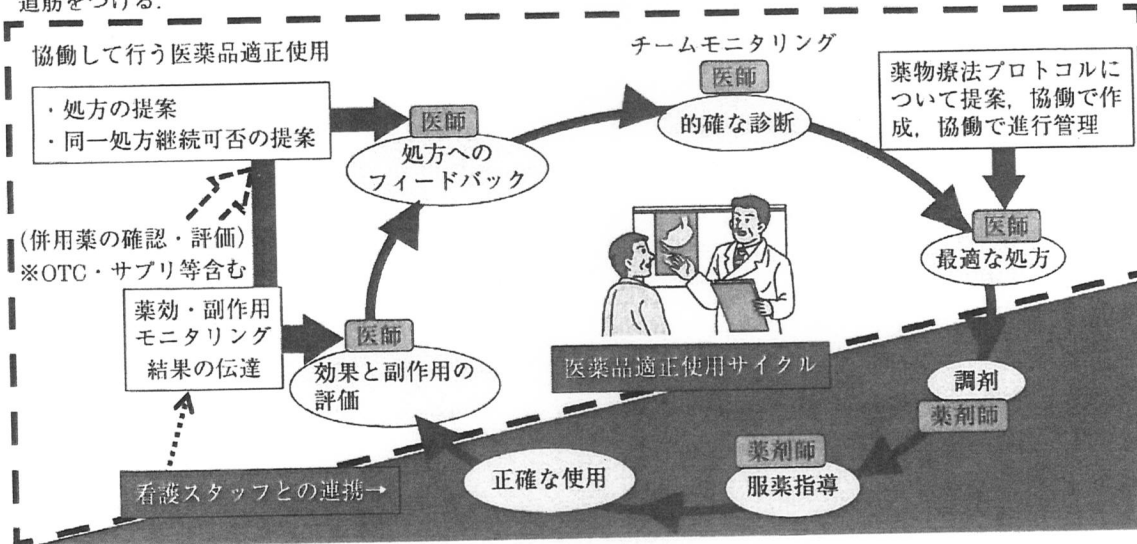 道筋をつける.
協働して行う医薬品適正使用
・処方の提案
・同一処方継続可否の提案
(併用薬の確認・評価)
※OTC・サプリ等含む
薬効・副作用
モニタリング
結果の伝達
看護スタッフとの連携→
医師
処方への
フィードバック
医師
効果と副作用の
評価
チームモニタリング
医師
的確な診断
薬物療法プロトコルに
ついて提案，協働で作
成，協働で進行管理
医師
最適な処方
医薬品適正使用サイクル
調剤
薬剤師
薬剤師
服薬指導
正確な使用